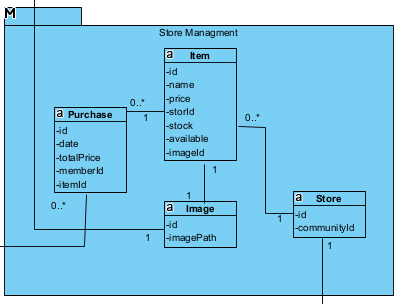 M
Store Managment
a
Item
-id
-name
-price
-storId
-stock
-available
-imageId
0..*
1
a
Purchase
-id
-date
-totalPrice
-memberId
-itemId
0..*
0..*
1
1
a
Image
-id
-imagePath
1
a
Store
-id
-communityId
1
1